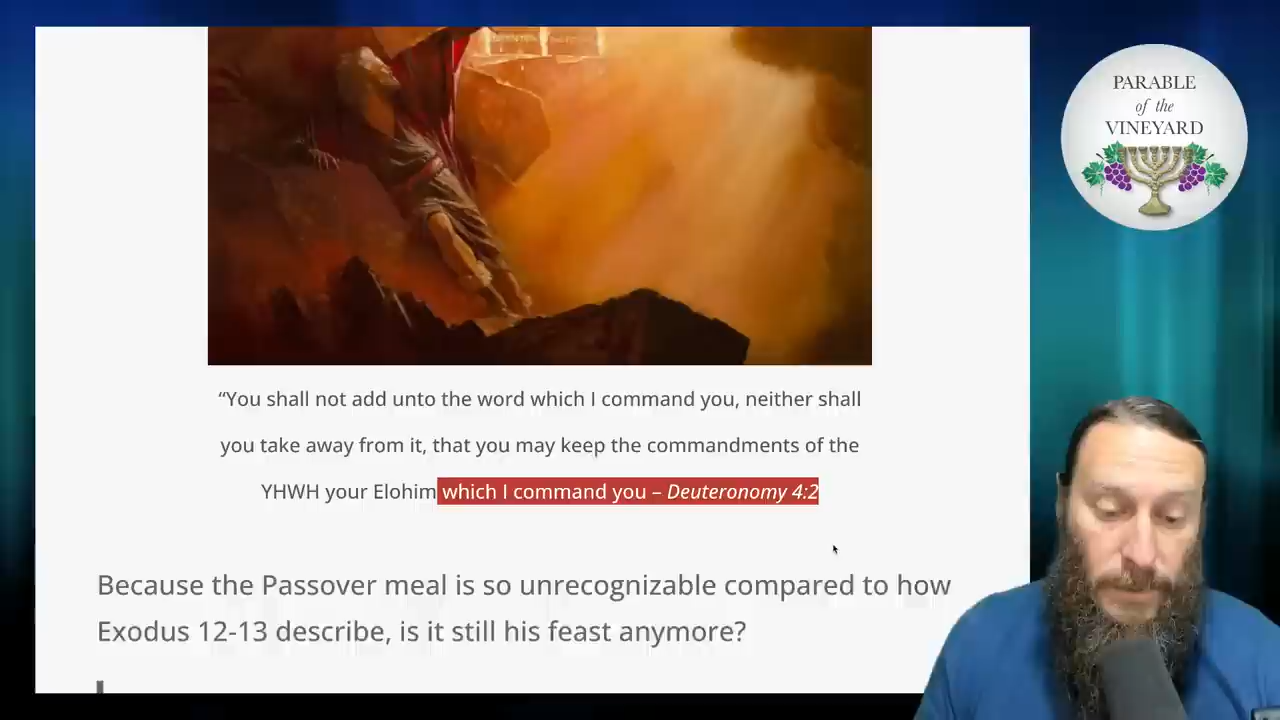 PARABLE
of the
VINEYARD
“You shall not add unto the word which I command you, neither shall
you take away from it, that you may keep the commandments of the
YHWH your Elohim which I command you – Deuteronomy 4:2
Because the Passover meal is so unrecognizable compared to how
Exodus 12-13 describe, is it still his feast anymore?